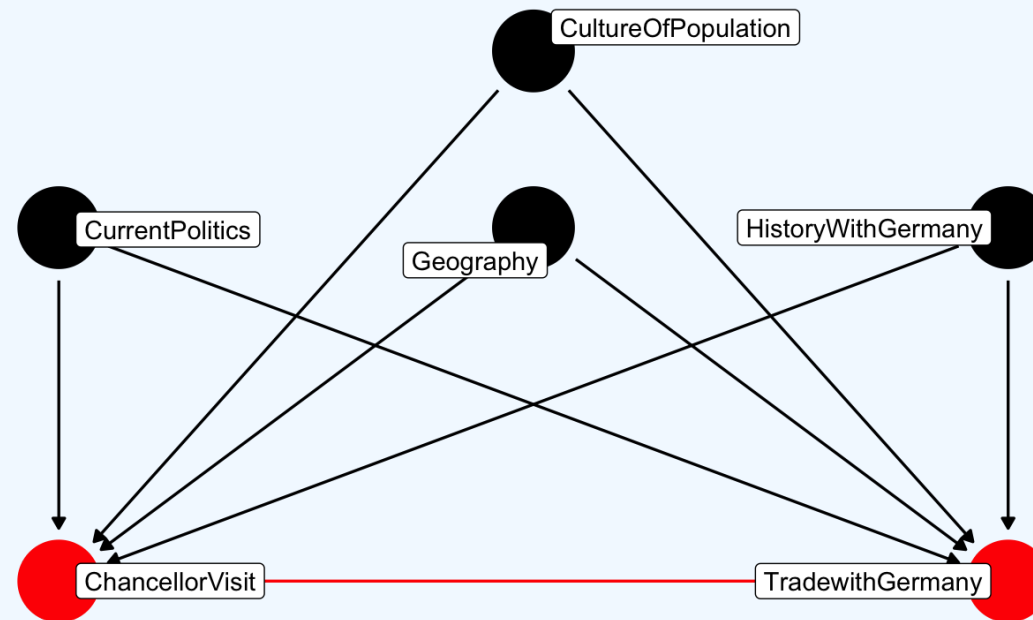 CultureOfPopulation
CurrentPolitics
HistoryWithGermany
Geography
ChancellorVisit
TradewithGermany